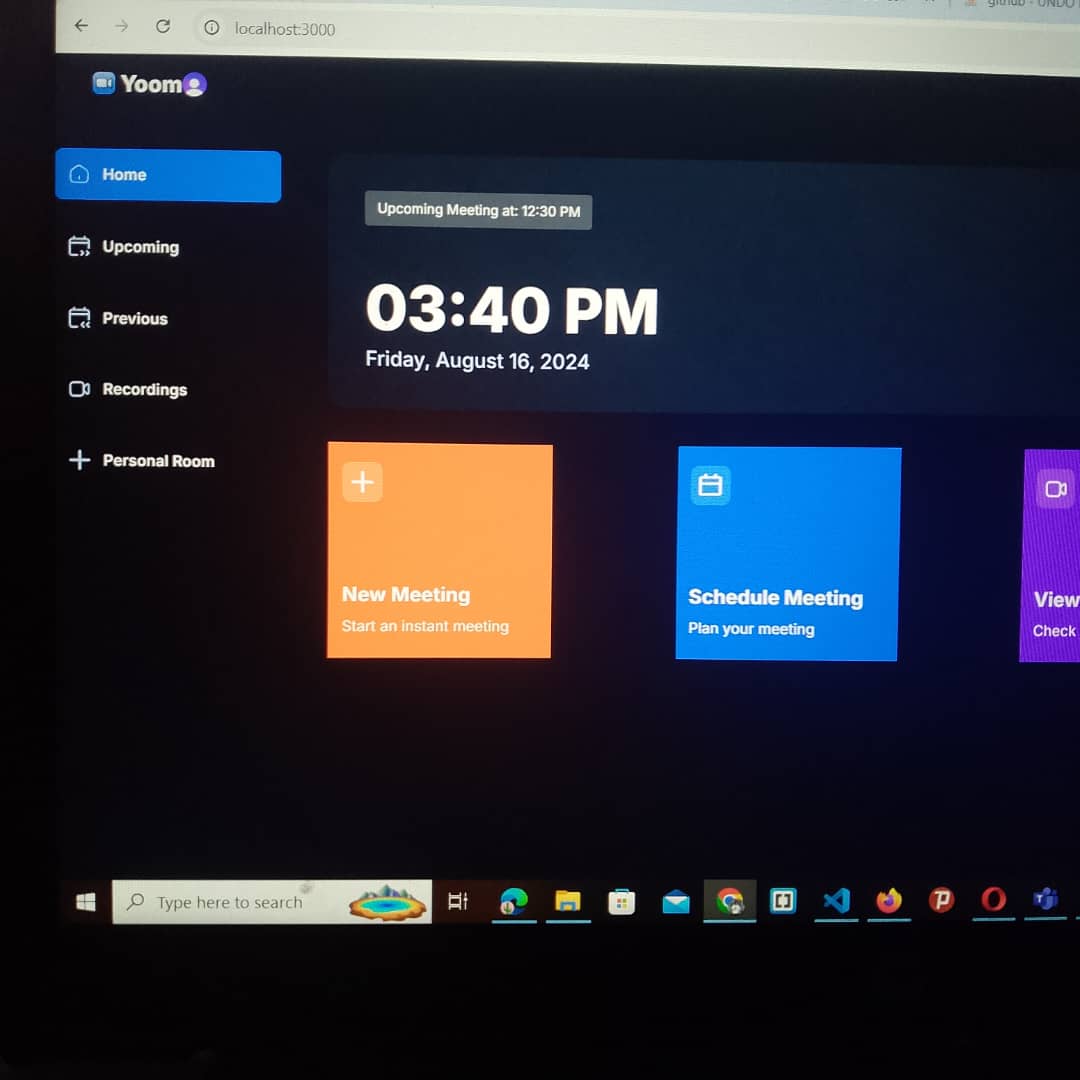 github - UNDO
localhost:3000
Yoom
Home
Upcoming
Previous
Recordings
Personal Room
Upcoming Meeting at: 12:30 PM
03:40 PM
Friday, August 16, 2024
New Meeting
Start an instant meeting
Schedule Meeting
Plan your meeting
View
Check
Type here to search